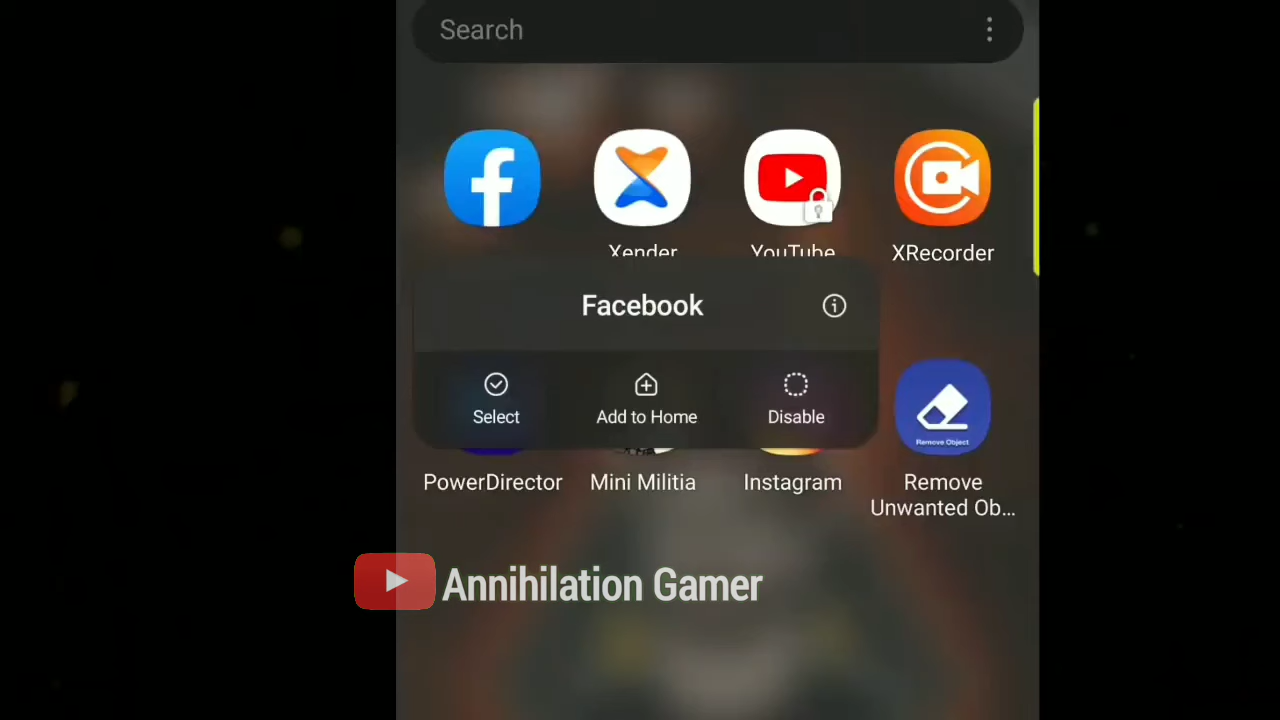 Search
Xender
YouTube
XRecorder
Facebook
Select
Add to Home
Disable
Remove Object
PowerDirector
Mini Militia
Instagram
Remove
Unwanted Ob...
Annihilation Gamer